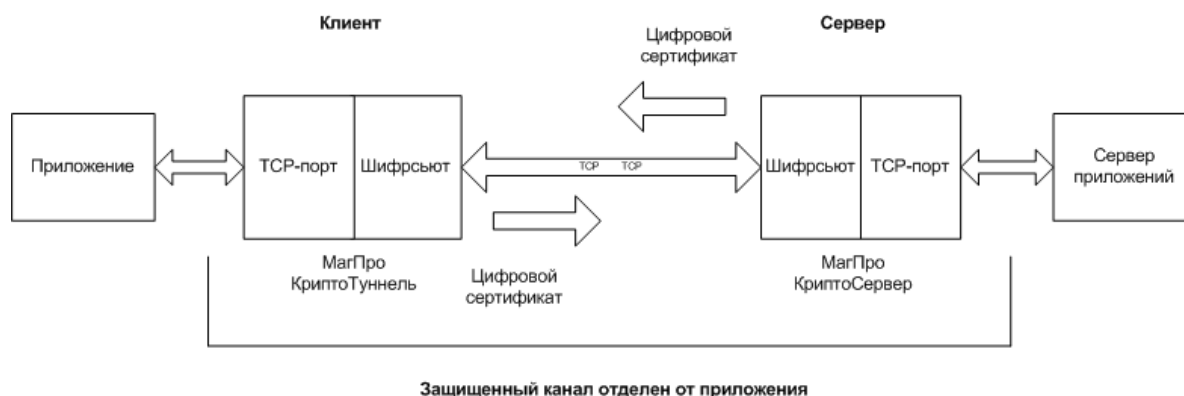 Клиент
Сервер
Цифровой
сертификат
Приложение
TCP-порт
Шифрсьют
TCP TCP
Шифрсьют
TCP-порт
Сервер
приложений
МагПро
КриптоТуннель
Цифровой
сертификат
МагПро
КриптоСервер
Защищенный канал отделен от приложения